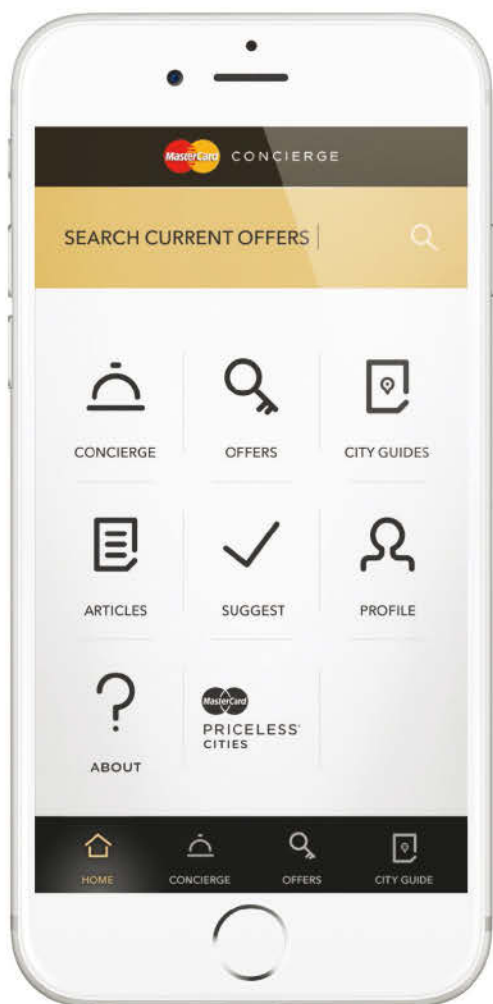 MasterCard CONCIERGE
SEARCH CURRENT OFFERS
CONCIERGE OFFERS CITY GUIDES
ARTICLES SUGGEST PROFILE
MasterCard
PRICELESS®
CITIES
ABOUT
HOME CONCIERGE OFFERS CITY GUIDE